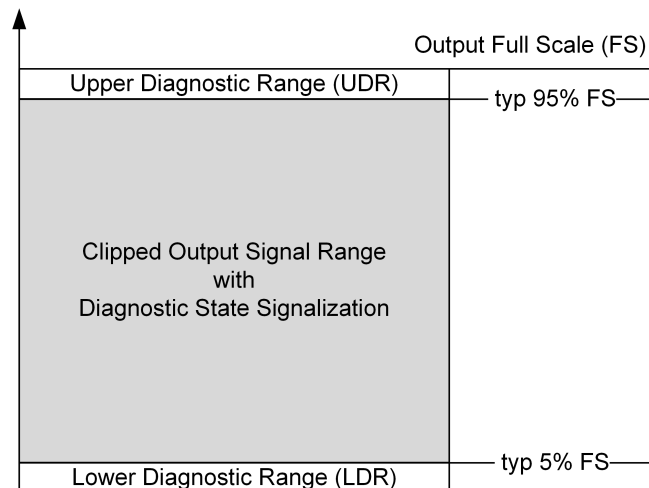 Output Full Scale (FS)
Upper Diagnostic Range (UDR)
typ 95% FS
Clipped Output Signal Range
with
Diagnostic State Signalization
typ 5% FS
Lower Diagnostic Range (LDR)